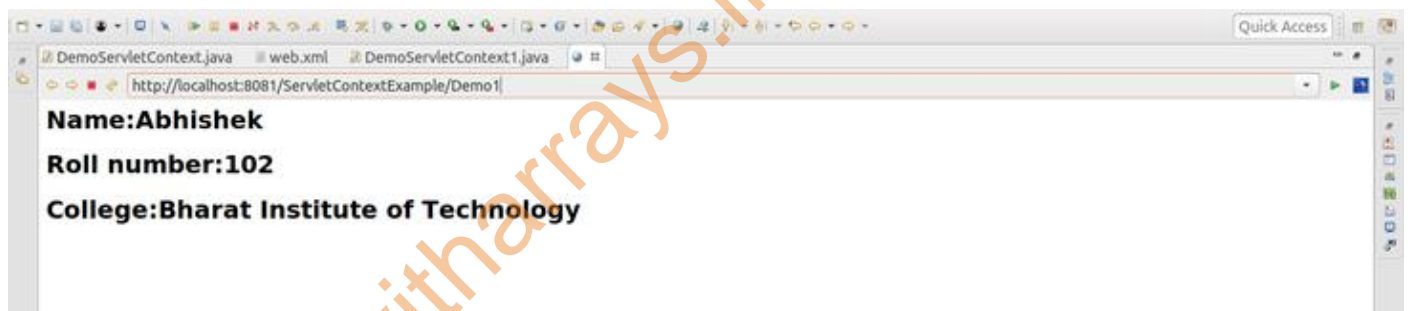 Quick Access
DemoServletContext.java web.xml DemoServletContext1.java
http://localhost:8081/ServletContextExample/Demo1
Name:Abhishek
Roll number:102
College:Bharat Institute of Technology
itharrays.i